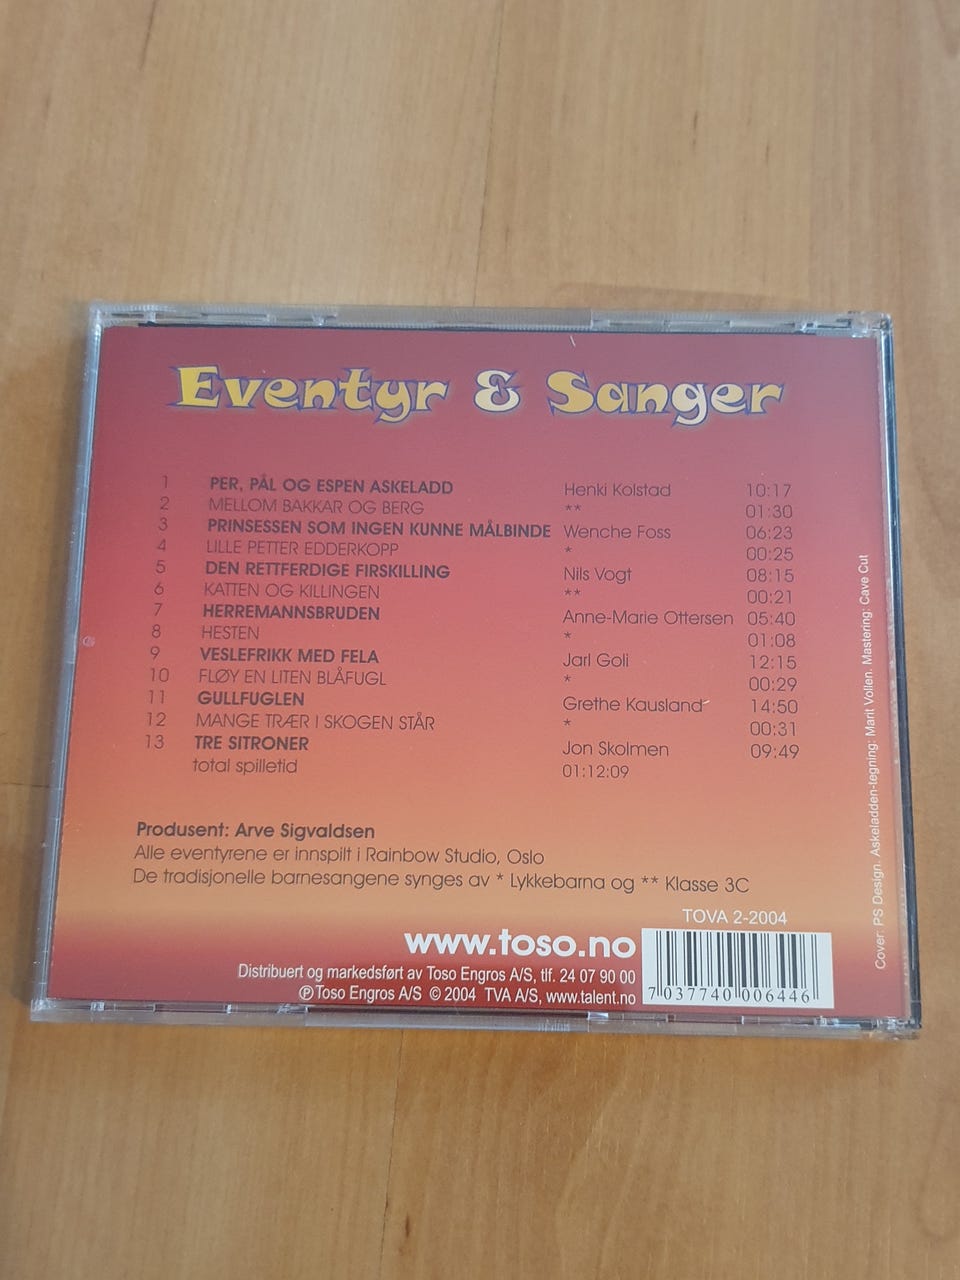 Eventyr & Sanger
1 PER, PÅL OG ESPEN ASKELADD Henki Kolstad 10:17
2 MELLOM BAKKAR OG BERG ** 01:30
3 PRINSESSEN SOM INGEN KUNNE MÅLBINDE Wenche Foss 06:23
4 LILLE PETTER EDDERKOPP * 00:25
5 DEN RETTFERDIGE FIRSKILLING Nils Vogt 08:15
6 KATTEN OG KILLINGEN ** 00:21
7 HERREMANNSBRUDEN Anne-Marie Ottersen 05:40
8 HESTEN * 01:08
9 VESLEFRIKK MED FELA Jarl Goli 12:15
10 FLØY EN LITEN BLÅFUGL * 00:29
11 GULLFUGLEN Grethe Kausland 14:50
12 MANGE TRÆR I SKOGEN STÅR * 00:31
13 TRE SITRONER Jon Skolmen 09:49
total spilletid 01:12:09
Produsent: Arve Sigvaldsen
Alle eventyrene er innspilt i Rainbow Studio, Oslo
De tradisjonelle barnesangene synges av * Lykkebarna og ** Klasse 3C
TOVA 2-2004
www.toso.no
Distribuert og markedsført av Toso Engros A/S, tlf. 24 07 90 00
℗ Toso Engros A/S © 2004 TVA A/S, www.talent.no
7 037740 006446
Cover: PS Design. Askeladden-tegning: Marit Vollen. Mastering: Cave Cut